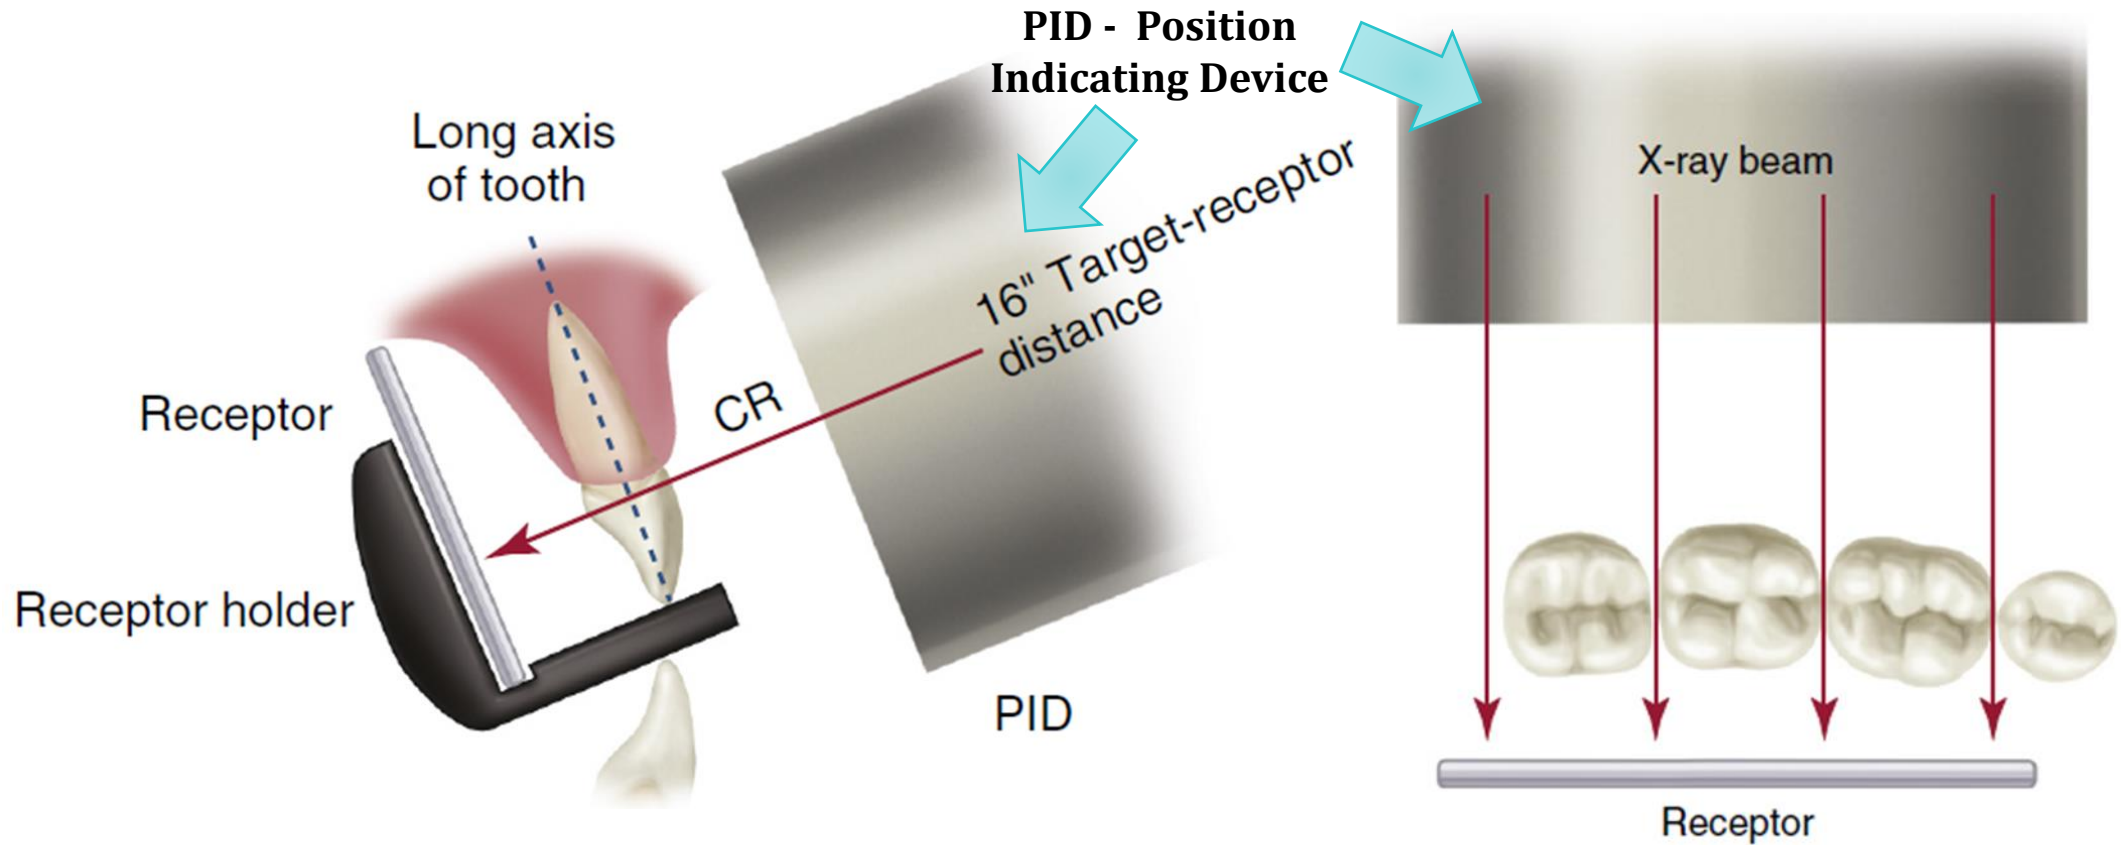 PID -  Position
Indicating Device
Long axis
of tooth
16" Target-receptor
distance
CR
Receptor
Receptor holder
PID
X-ray beam
Receptor